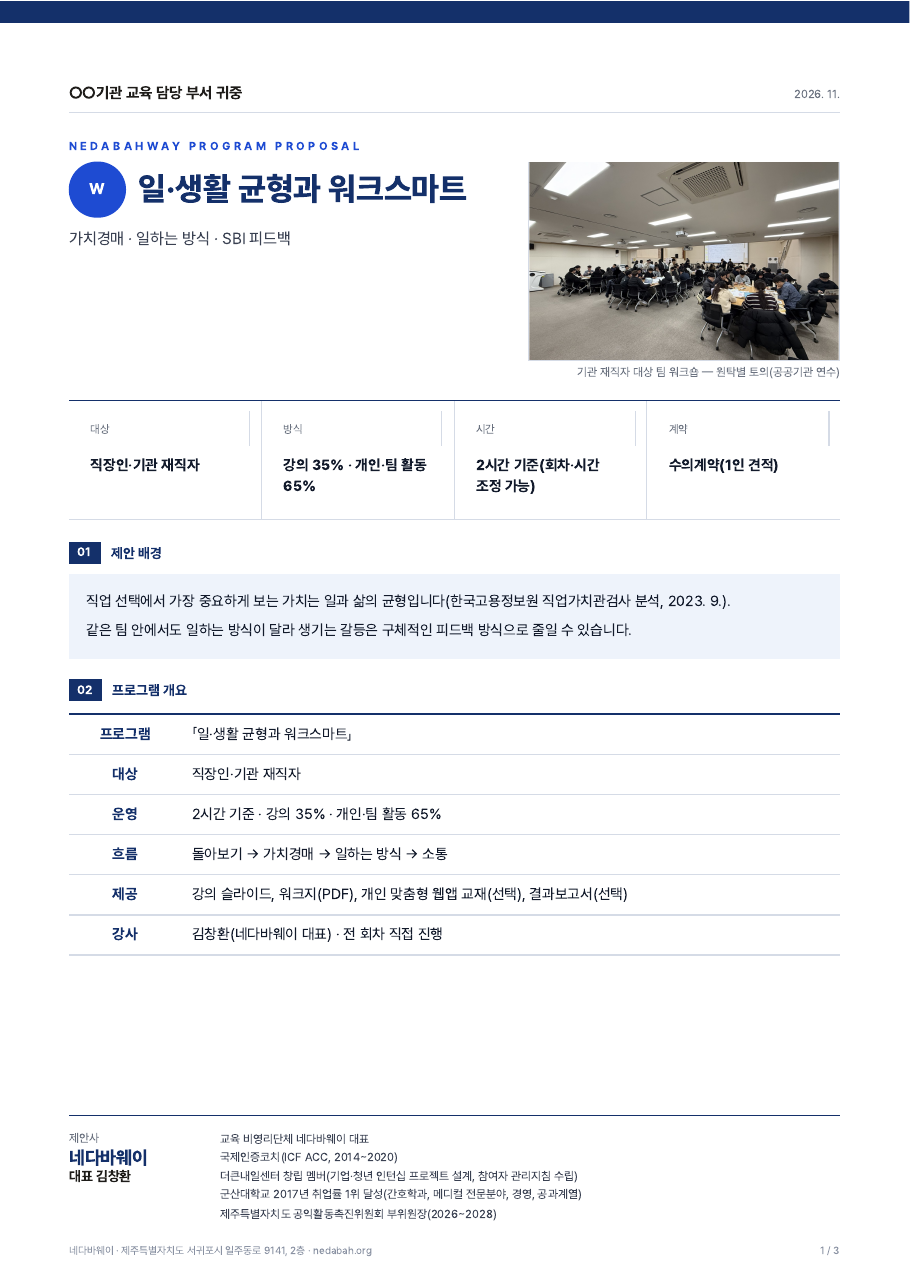 OO기관 교육 담당 부서 귀중
2026. 11.
NEDABAHWAY PROGRAM PROPOSAL
W
일·생활 균형과 워크스마트
가치경매 · 일하는 방식 · SBI 피드백
기관 재직자 대상 팀 워크숍 — 원탁별 토의(공공기관 연수)
대상
직장인·기관 재직자
방식
강의 35% · 개인·팀 활동
65%
시간
2시간 기준(회차·시간
조정 가능)
계약
수의계약(1인 견적)
01 제안 배경
직업 선택에서 가장 중요하게 보는 가치는 일과 삶의 균형입니다(한국고용정보원 직업가치관검사 분석, 2023. 9.).
같은 팀 안에서도 일하는 방식이 달라 생기는 갈등은 구체적인 피드백 방식으로 줄일 수 있습니다.
02 프로그램 개요
프로그램 「일·생활 균형과 워크스마트」
대상 직장인·기관 재직자
운영 2시간 기준 · 강의 35% · 개인·팀 활동 65%
흐름 돌아보기 → 가치경매 → 일하는 방식 → 소통
제공 강의 슬라이드, 워크지(PDF), 개인 맞춤형 웹앱 교재(선택), 결과보고서(선택)
강사 김창환(네다바웨이 대표) · 전 회차 직접 진행
제안사
네다바웨이
대표 김창환
교육 비영리단체 네다바웨이 대표
국제인증코치(ICF ACC, 2014~2020)
더큰내일센터 창립 멤버(기업·청년 인턴십 프로젝트 설계, 참여자 관리지침 수립)
군산대학교 2017년 취업률 1위 달성(간호학과, 메디컬 전문분야, 경영, 공과계열)
제주특별자치도 공익활동촉진위원회 부위원장(2026~2028)
네다바웨이 · 제주특별자치도 서귀포시 일주동로 9141, 2층 · nedabah.org
1 / 3